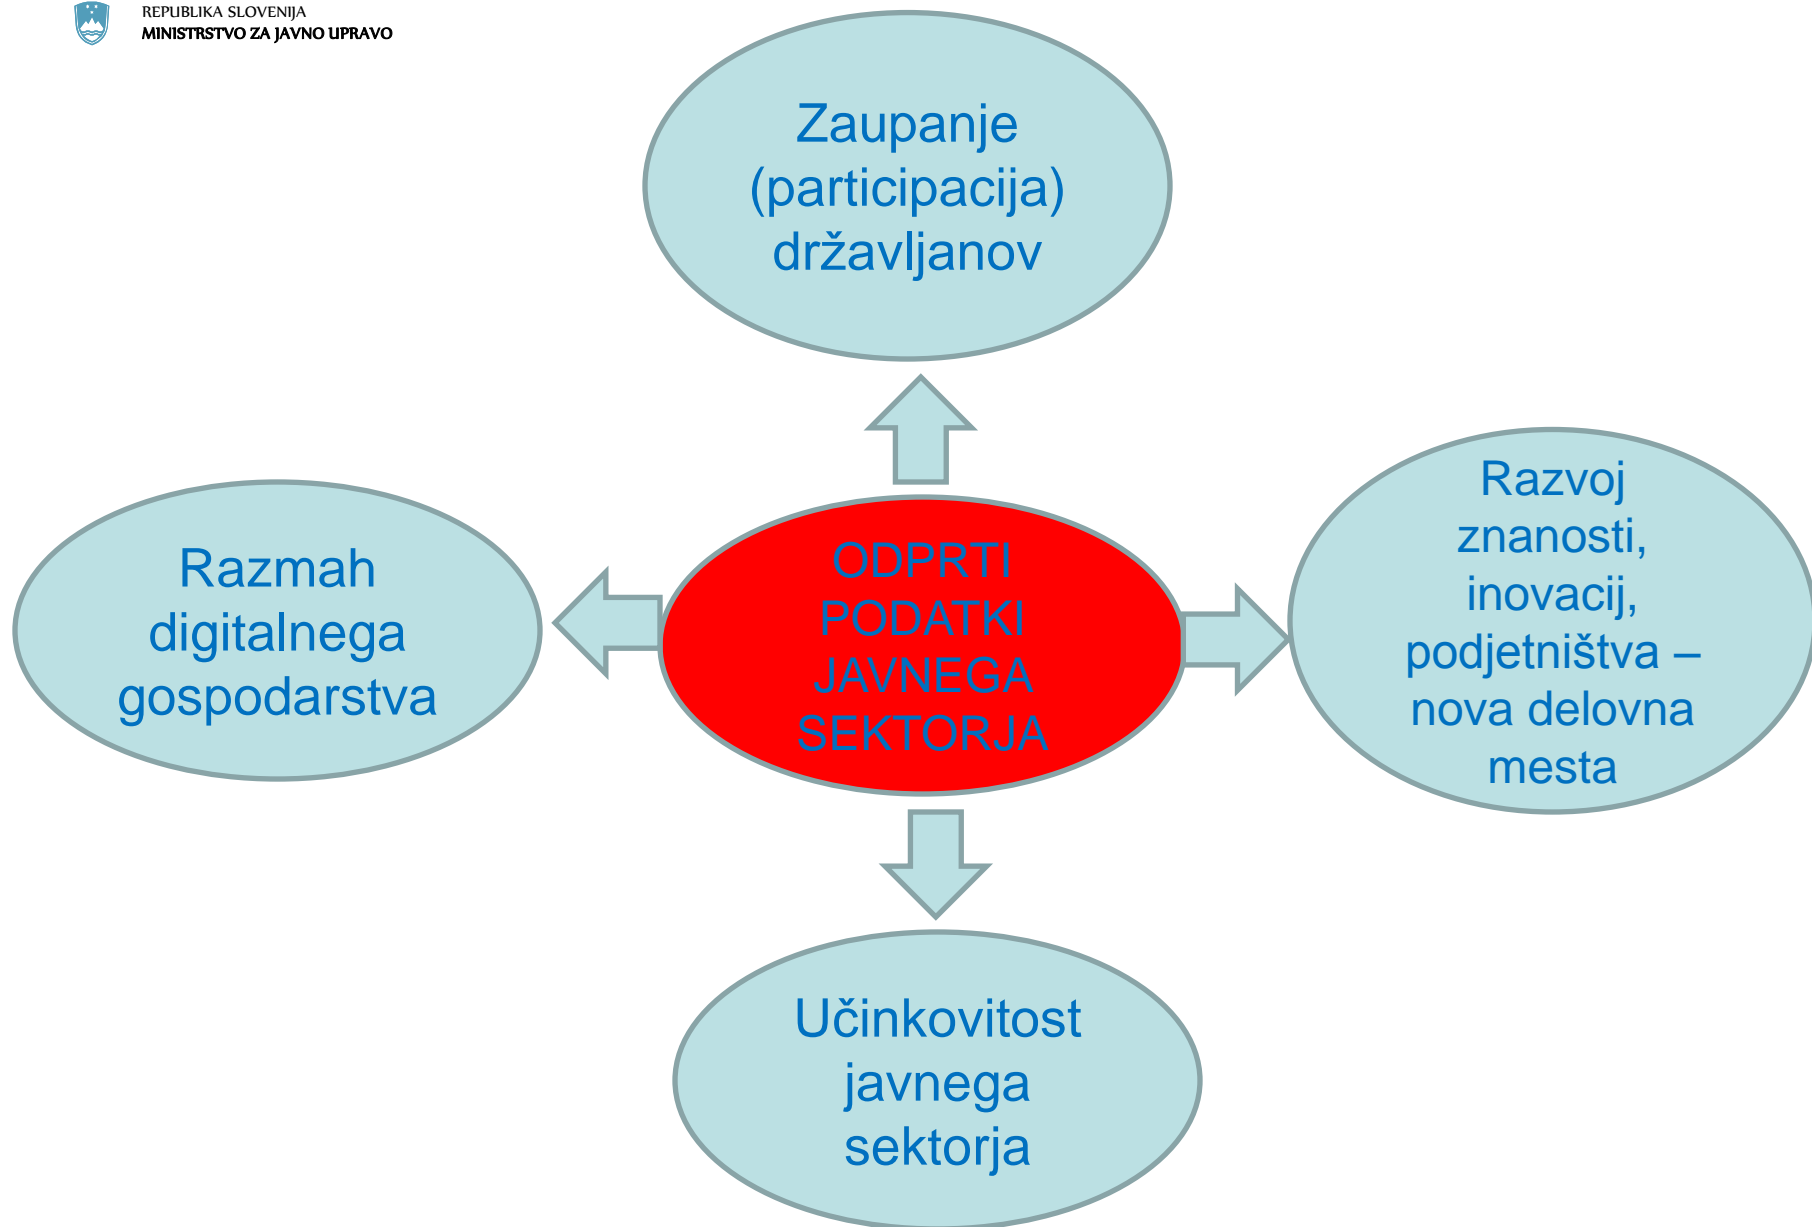 REPUBLIKA SLOVENIJA
MINISTRSTVO ZA JAVNO UPRAVO
Zaupanje
(participacija)
državljanov
Razmah
digitalnega
gospodarstva
ODPRTI
PODATKI
JAVNEGA
SEKTORJA
Razvoj
znanosti,
inovacij,
podjetništva –
nova delovna
mesta
Učinkovitost
javnega
sektorja